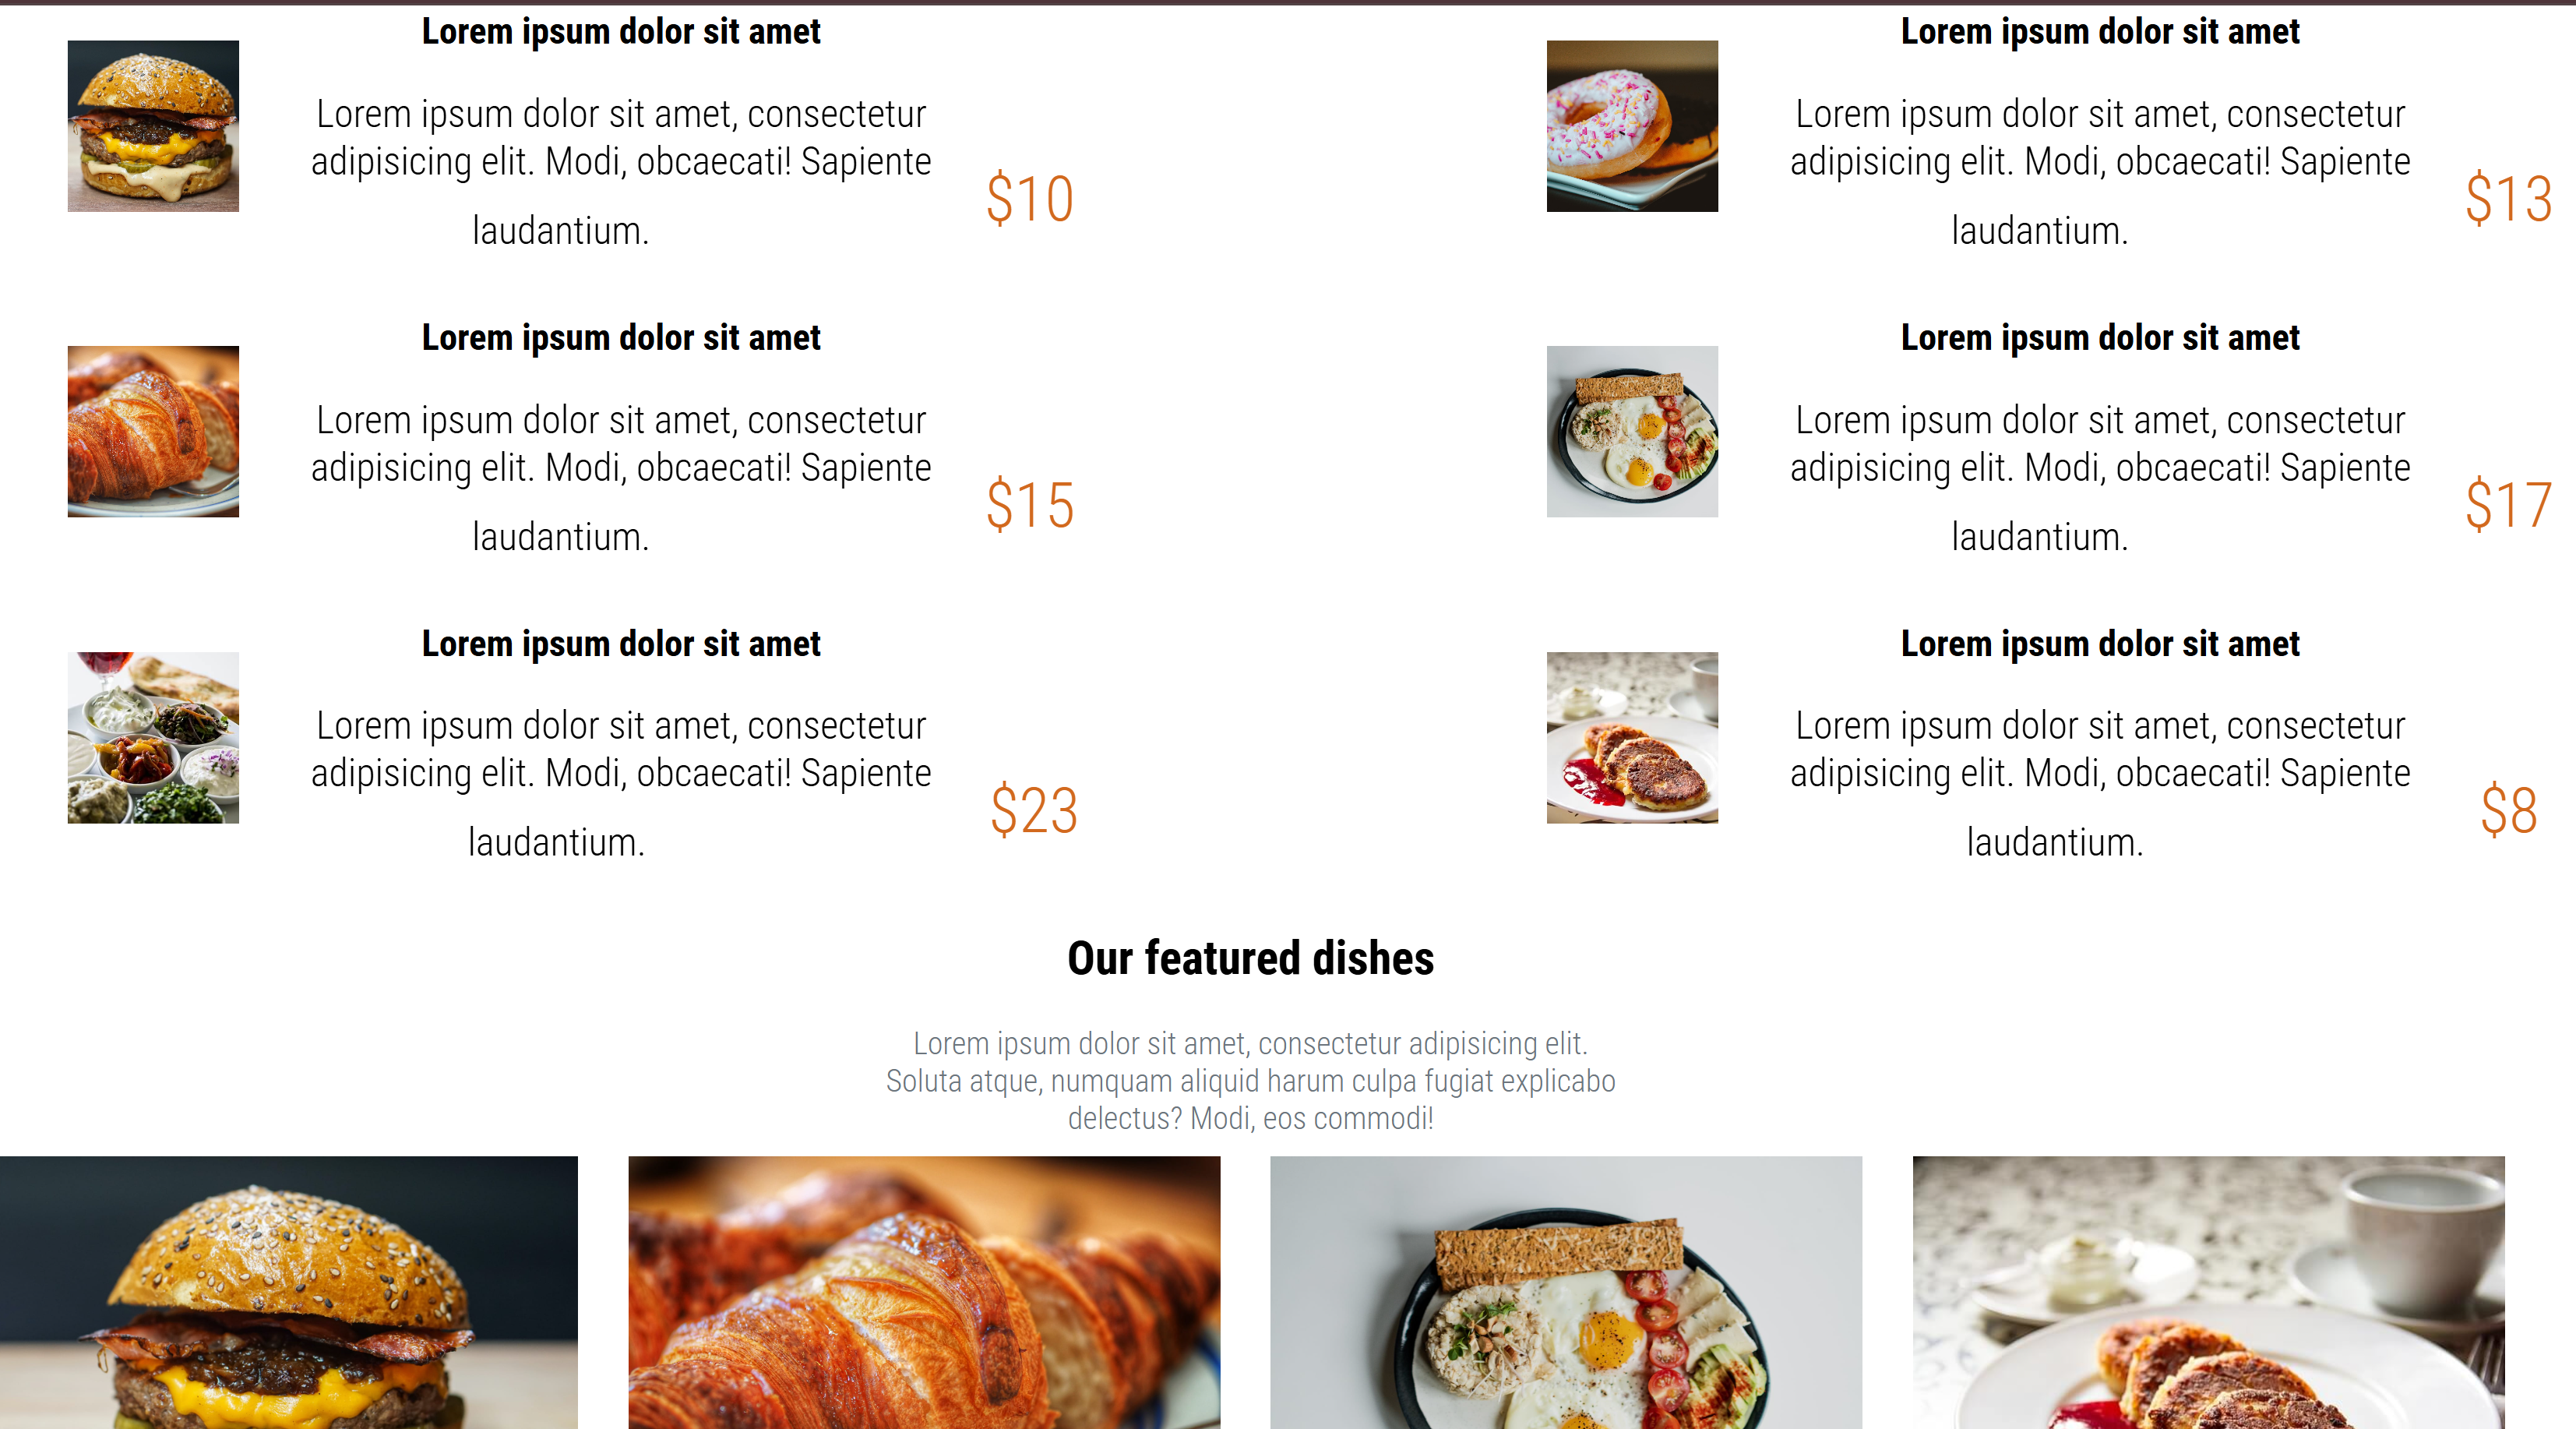 Lorem ipsum dolor sit amet
Lorem ipsum dolor sit amet, consectetur
adipisicing elit. Modi, obcaecati! Sapiente
laudantium.
$10
Lorem ipsum dolor sit amet
Lorem ipsum dolor sit amet, consectetur
adipisicing elit. Modi, obcaecati! Sapiente
laudantium.
$13
Lorem ipsum dolor sit amet
Lorem ipsum dolor sit amet, consectetur
adipisicing elit. Modi, obcaecati! Sapiente
laudantium.
$15
Lorem ipsum dolor sit amet
Lorem ipsum dolor sit amet, consectetur
adipisicing elit. Modi, obcaecati! Sapiente
laudantium.
$17
Lorem ipsum dolor sit amet
Lorem ipsum dolor sit amet, consectetur
adipisicing elit. Modi, obcaecati! Sapiente
laudantium.
$23
Lorem ipsum dolor sit amet
Lorem ipsum dolor sit amet, consectetur
adipisicing elit. Modi, obcaecati! Sapiente
laudantium.
$8
Our featured dishes
Lorem ipsum dolor sit amet, consectetur adipisicing elit.
Soluta atque, numquam aliquid harum culpa fugiat explicabo
delectus? Modi, eos commodi!